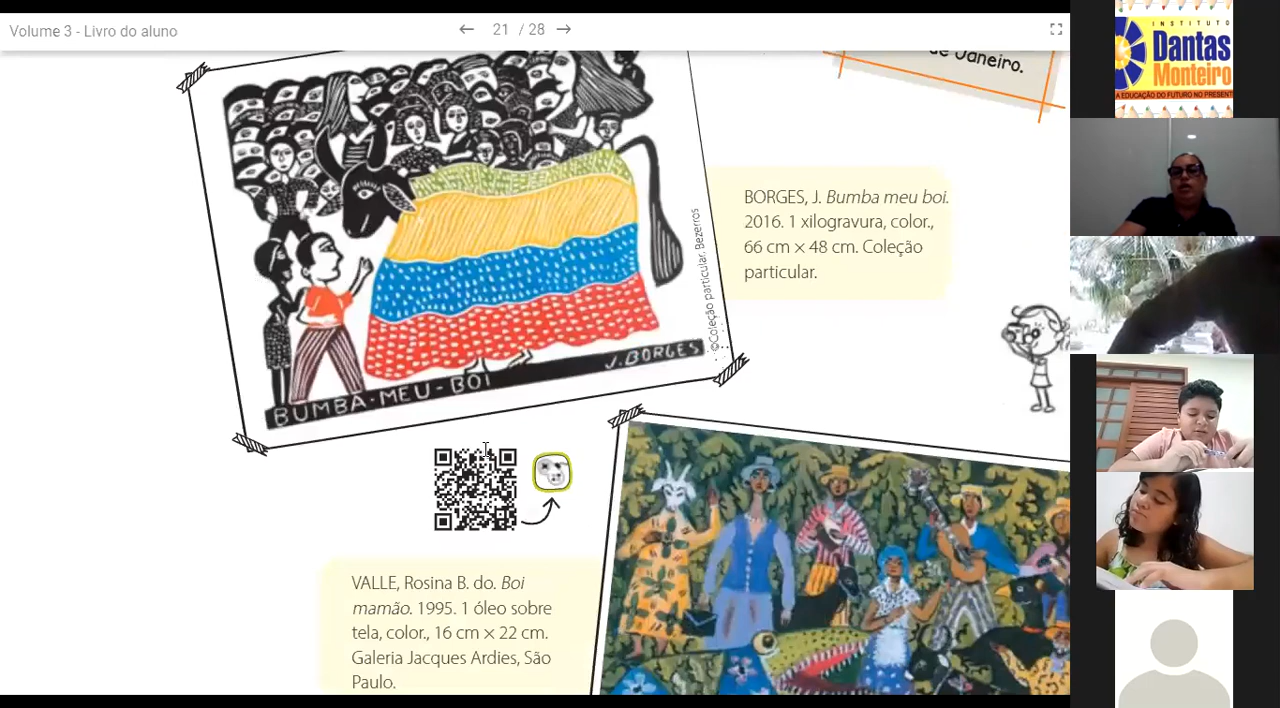 Volume 3 - Livro do aluno
21 / 28
de Janeiro.
BORGES, J. Bumba meu boi.
2016. 1 xilogravura, color.,
66 cm × 48 cm. Coleção
particular.
©Coleção particular, Bezerros
BUMBA-MEU-BOI
J.BORGES
VALLE, Rosina B. do. Boi
mamão. 1995. 1 óleo sobre
tela, color., 16 cm × 22 cm.
Galeria Jacques Ardies, São
Paulo.
INSTITUTO
Dantas
Monteiro
A EDUCAÇÃO DO FUTURO NO PRESENTE